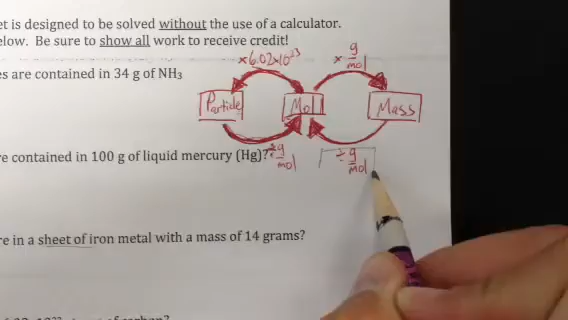 et is designed to be solved without the use of a calculator.
elow. Be sure to show all work to receive credit!
×6.02×10²³
× g/mol
es are contained in 34 g of NH₃
Particle
Mol
Mass
re contained in 100 g of liquid mercury (Hg)?
÷ g/mol
÷ g/mol
re in a sheet of iron metal with a mass of 14 grams?